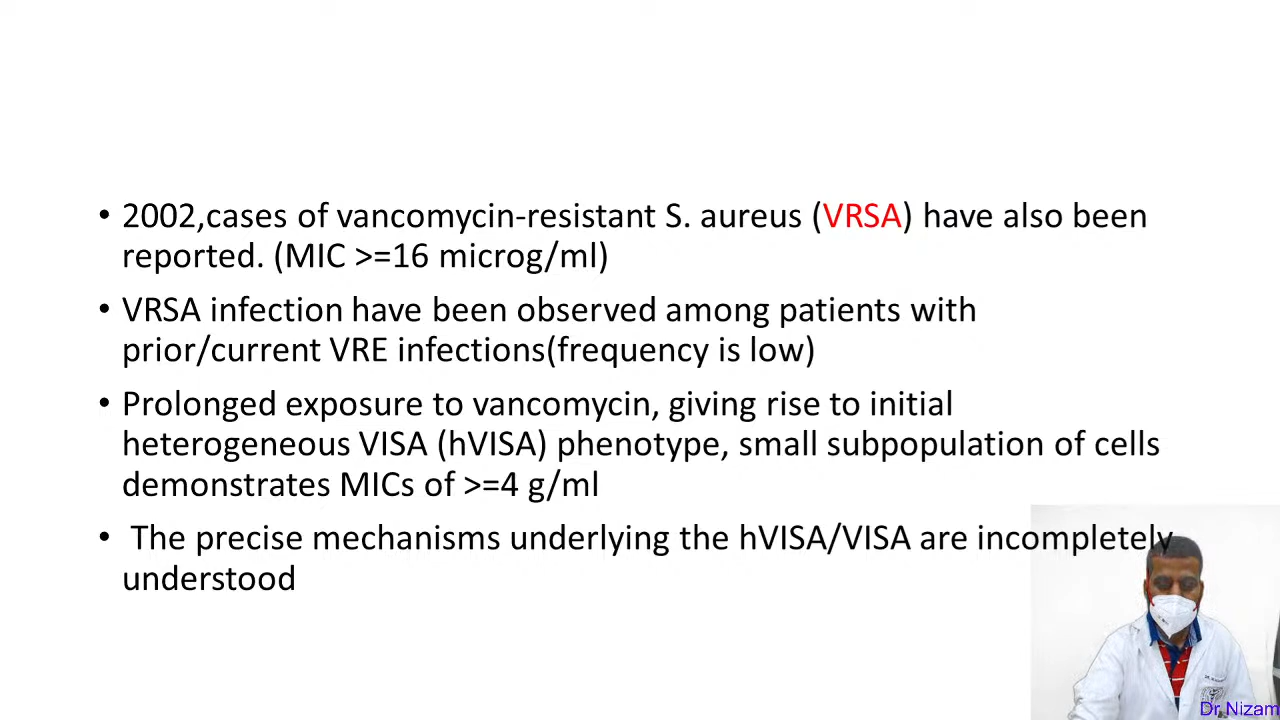 • 2002,cases of vancomycin-resistant S. aureus (VRSA) have also been
reported. (MIC >=16 microg/ml)
• VRSA infection have been observed among patients with
prior/current VRE infections(frequency is low)
• Prolonged exposure to vancomycin, giving rise to initial
heterogeneous VISA (hVISA) phenotype, small subpopulation of cells
demonstrates MICs of >=4 g/ml
• The precise mechanisms underlying the hVISA/VISA are incompletely
understood
Dr Nizam